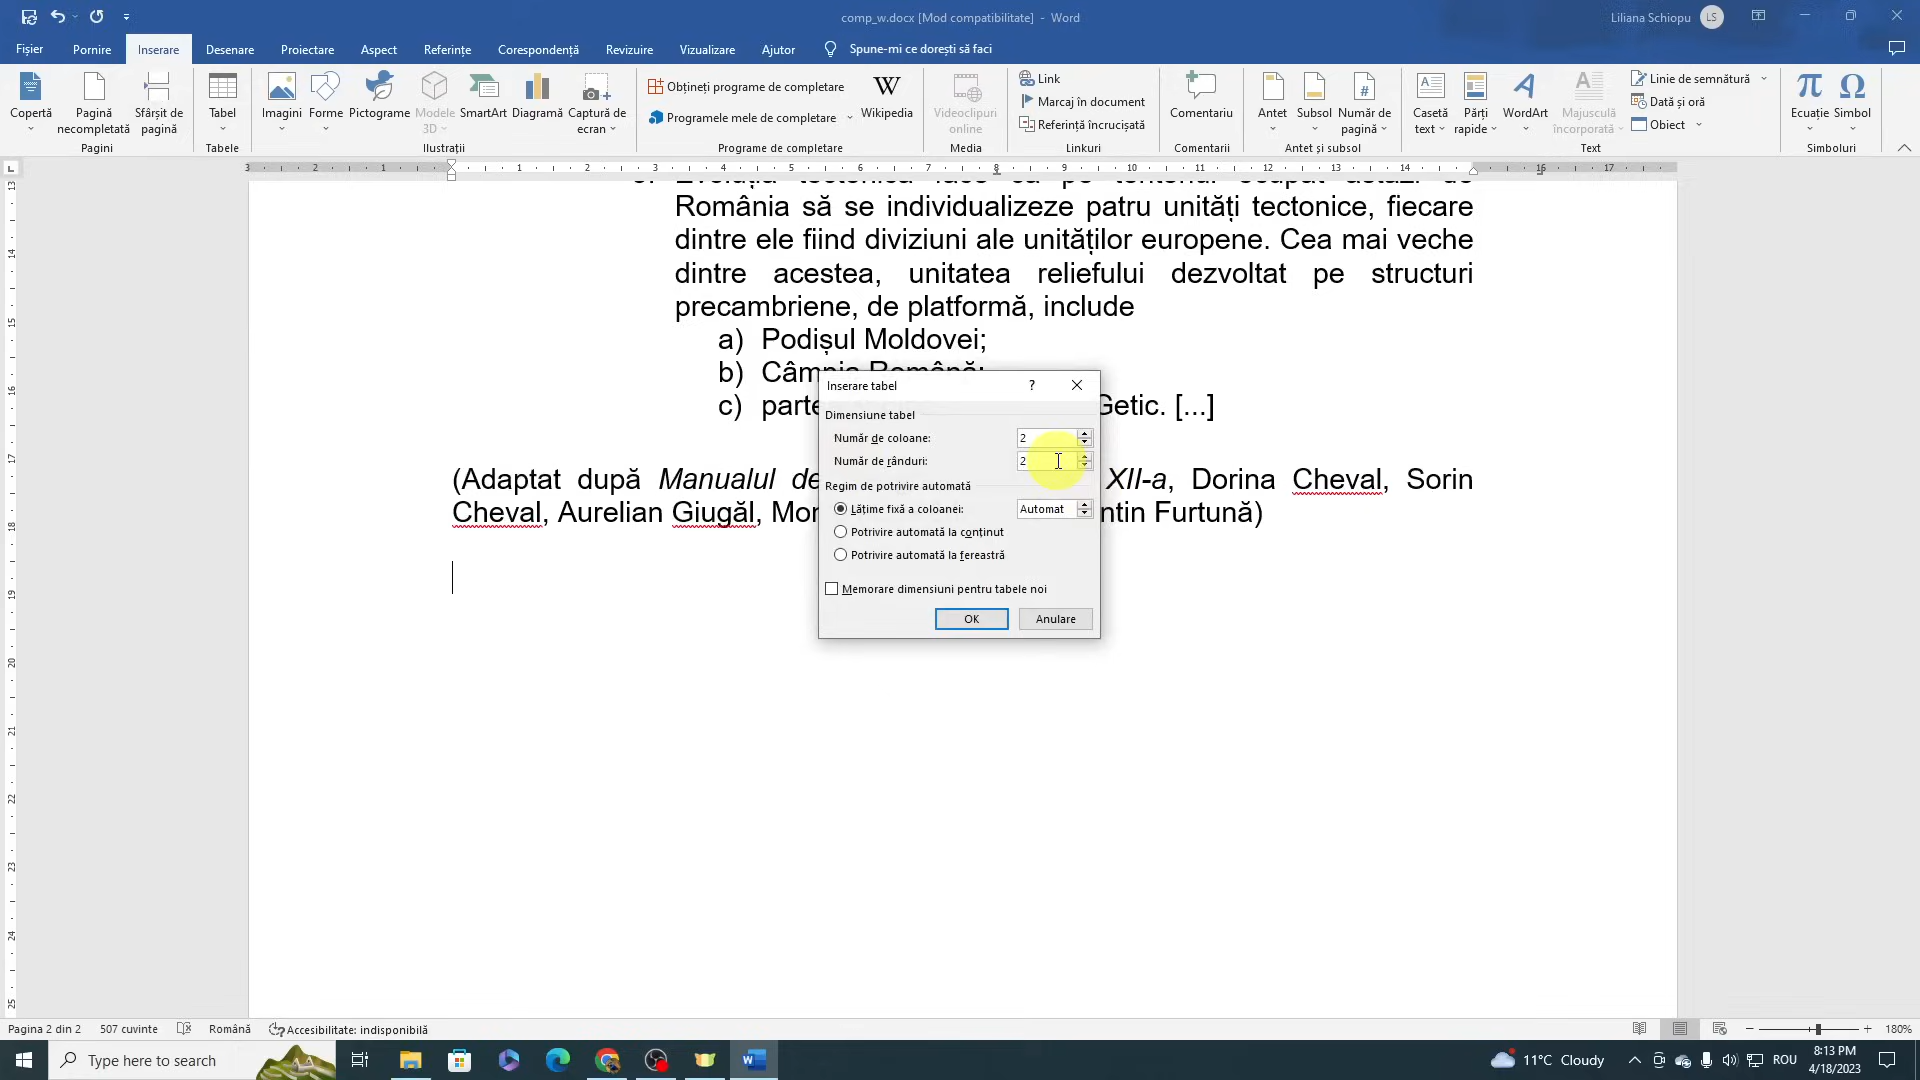 comp_w.docx [Mod compatibilitate] - Word
Liliana Schiopu
LS
Fișier
Pornire
Inserare
Desenare
Proiectare
Aspect
Referințe
Corespondență
Revizuire
Vizualizare
Ajutor
Spune-mi ce dorești să faci
Copertă
Pagină necompletată
Sfârșit de pagină
Pagini
Tabel
Tabele
Imagini
Forme
Pictograme
Modele 3D
SmartArt
Diagramă
Captură de ecran
Ilustrații
Obțineți programe de completare
Programele mele de completare
Wikipedia
Programe de completare
Videoclipuri online
Media
Link
Marcaj în document
Referință încrucișată
Linkuri
Comentariu
Comentarii
Antet
Subsol
Număr de pagină
Antet și subsol
Casetă text
Părți rapide
WordArt
Majusculă încorporată
Linie de semnătură
Dată și oră
Obiect
Text
Ecuație
Simbol
Simboluri
România să se individualizeze patru unități tectonice, fiecare
dintre ele fiind diviziuni ale unităților europene. Cea mai veche
dintre acestea, unitatea reliefului dezvoltat pe structuri
precambriene, de platformă, include
a) Podișul Moldovei;
b) Câmpia Română;
c) parte Getic. [...]
(Adaptat după Manualul de XII-a, Dorina Cheval, Sorin
Cheval, Aurelian Giugăl, ntin Furtună)
Inserare tabel
?
Dimensiune tabel
Număr de coloane: 2
Număr de rânduri: 2
Regim de potrivire automată
Lățime fixă a coloanei: Automat
Potrivire automată la conținut
Potrivire automată la fereastră
Memorare dimensiuni pentru tabele noi
OK
Anulare
Pagina 2 din 2
507 cuvinte
Română
Accesibilitate: indisponibilă
180%
Type here to search
11°C Cloudy
ROU
8:13 PM
4/18/2023